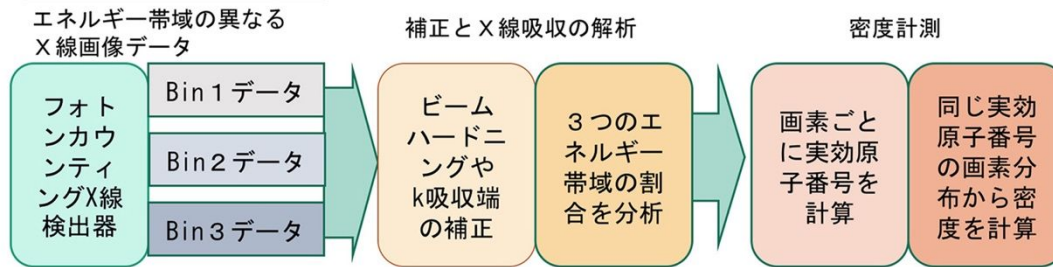 エネルギー帯域の異なる
X線画像データ
補正とX線吸収の解析
密度計測
フォト
ンカウ
ンティ
ングX線
検出器
Bin1データ
Bin2データ
Bin3データ
ビーム
ハードニ
ングや
k吸収端
の補正
3つのエ
ネルギー
帯域の割
合を分析
画素ごと
に実効原
子番号を
計算
同じ実効
原子番号
の画素分
布から密
度を計算